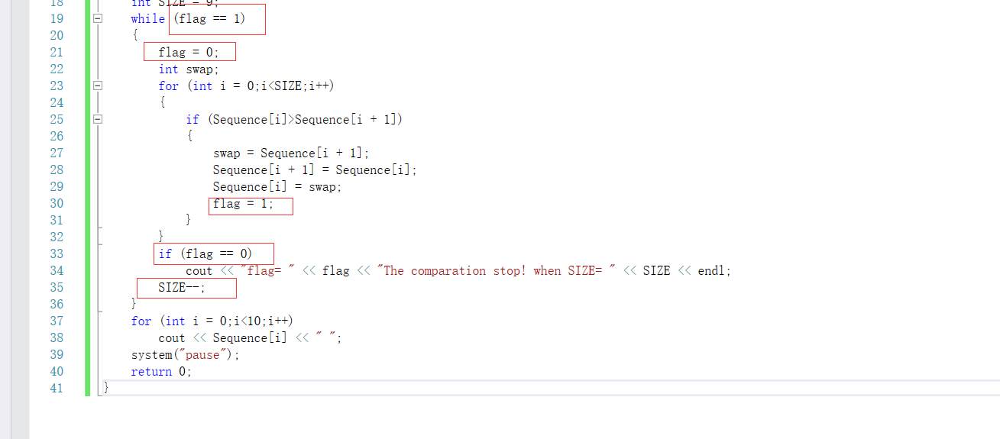 18 int SIZE = 9;
19 while (flag == 1)
20 {
21 flag = 0;
22 int swap;
23 for (int i = 0;i<SIZE;i++)
24 {
25 if (Sequence[i]>Sequence[i + 1])
26 {
27 swap = Sequence[i + 1];
28 Sequence[i + 1] = Sequence[i];
29 Sequence[i] = swap;
30 flag = 1;
31 }
32 }
33 if (flag == 0)
34 cout << "flag= " << flag << "The comparation stop! when SIZE= " << SIZE << endl;
35 SIZE--;
36 }
37 for (int i = 0;i<10;i++)
38 cout << Sequence[i] << " ";
39 system("pause");
40 return 0;
41 }